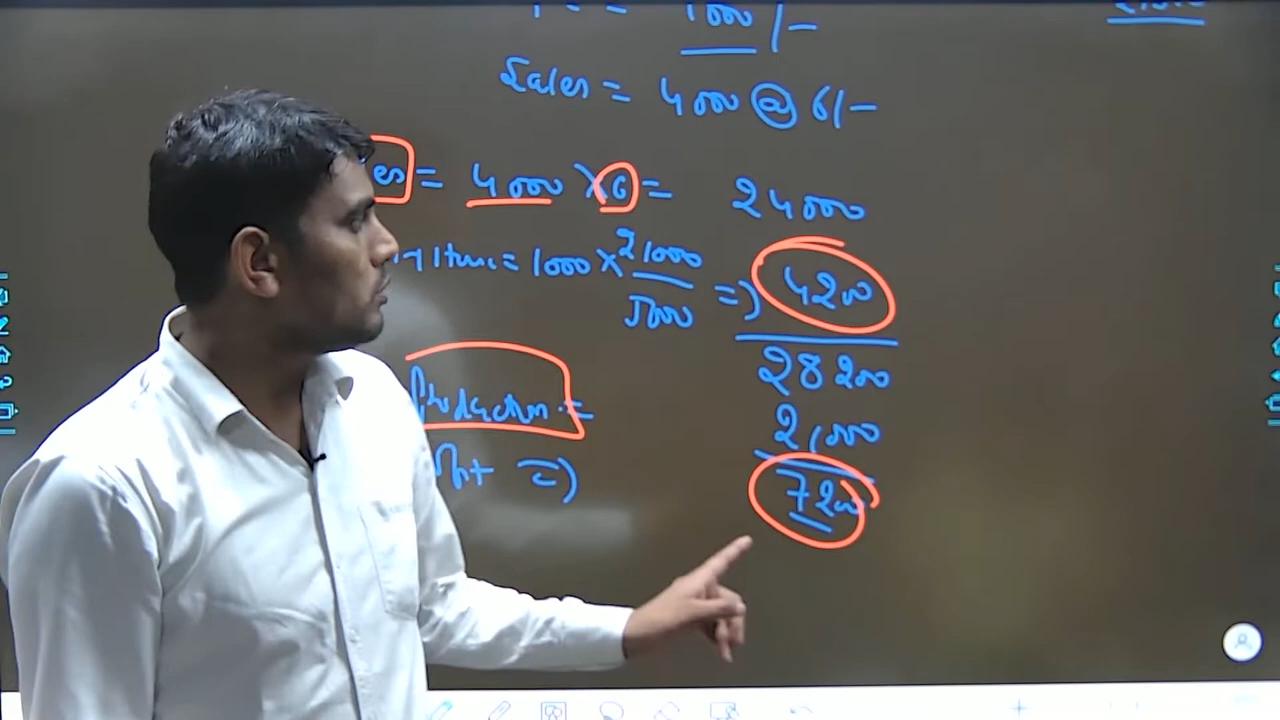 = 1000/-
Sales = 4000 @ 6/-
es = 4000 × 6 = 24000
= 1000 × 21000
5000 => 4200
28200
Production = 21000
=> 7200